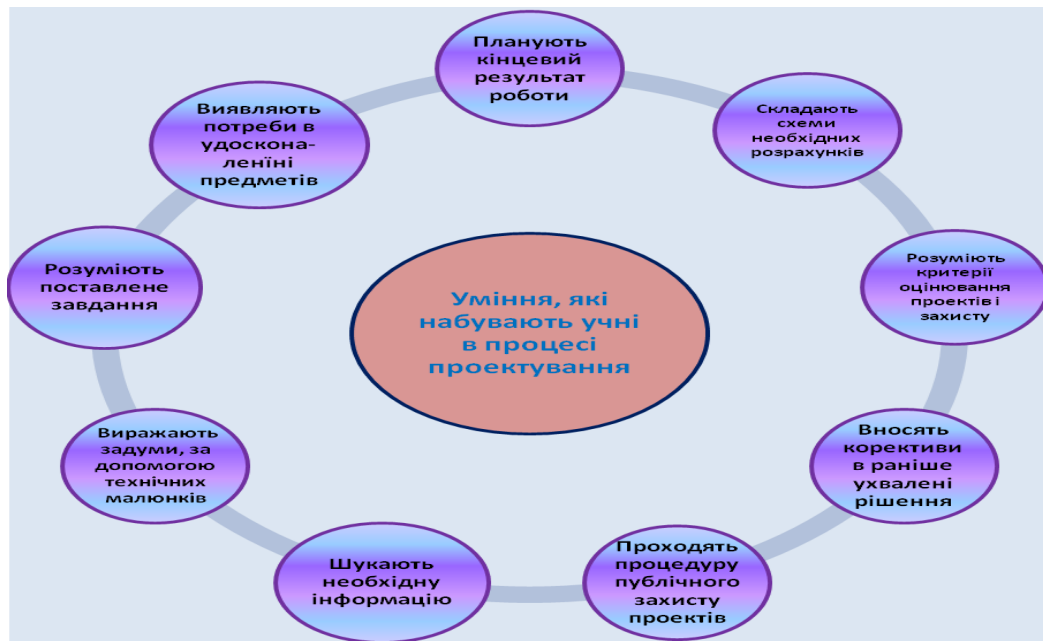 Планують
кінцевий
результат
роботи
Складають
схеми
необхідних
розрахунків
Розуміють
критерії
оцінювання
проектів і
захисту
Вносять
корективи
в раніше
ухвалені
рішення
Проходять
процедуру
публічного
захисту
проектів
Шукають
необхідну
інформацію
Виражають
задуми, за
допомогою
технічних
малюнків
Розуміють
поставлене
завдання
Виявляють
потреби в
удоскона-
ленїні
предметів
Уміння, які
набувають учні
в процесі
проектування